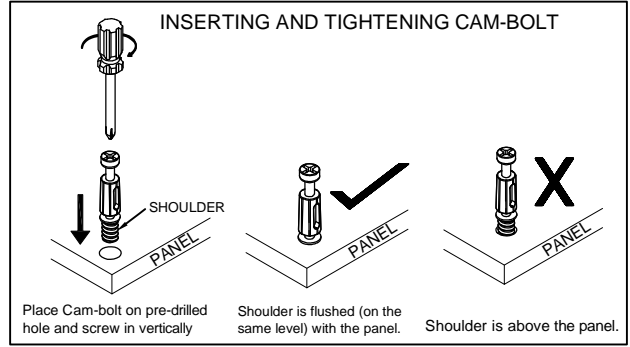 INSERTING AND TIGHTENING CAM-BOLT
SHOULDER
PANEL
Place Cam-bolt on pre-drilled
hole and screw in vertically
PANEL
Shoulder is flushed (on the
same level) with the panel.
PANEL
Shoulder is above the panel.